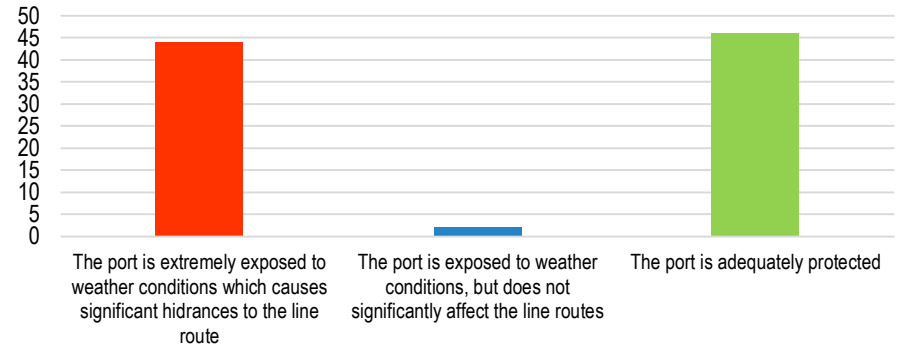 50
45
40
35
30
25
20
15
10
5
0
The port is extremely exposed to
weather conditions which causes
significant hidrances to the line
route
The port is exposed to weather
conditions, but does not
significantly affect the line routes
The port is adequately protected